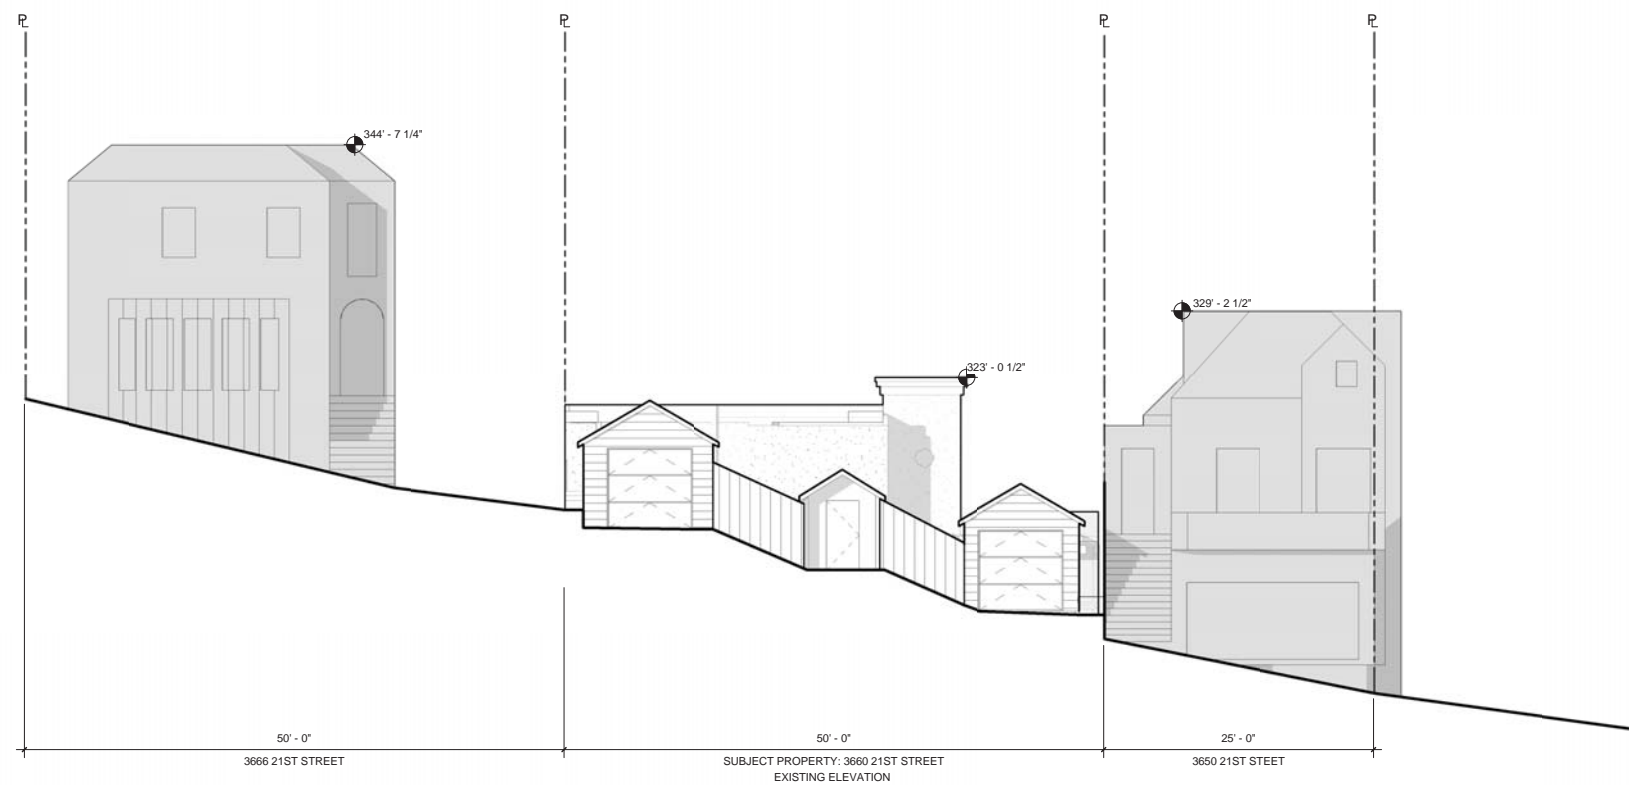 PL PL PL PL
344' - 7 1/4"
329' - 2 1/2"
323' - 0 1/2"
50' - 0" 50' - 0" 25' - 0"
3666 21ST STREET SUBJECT PROPERTY: 3660 21ST STREET 3650 21ST STEET
EXISTING ELEVATION